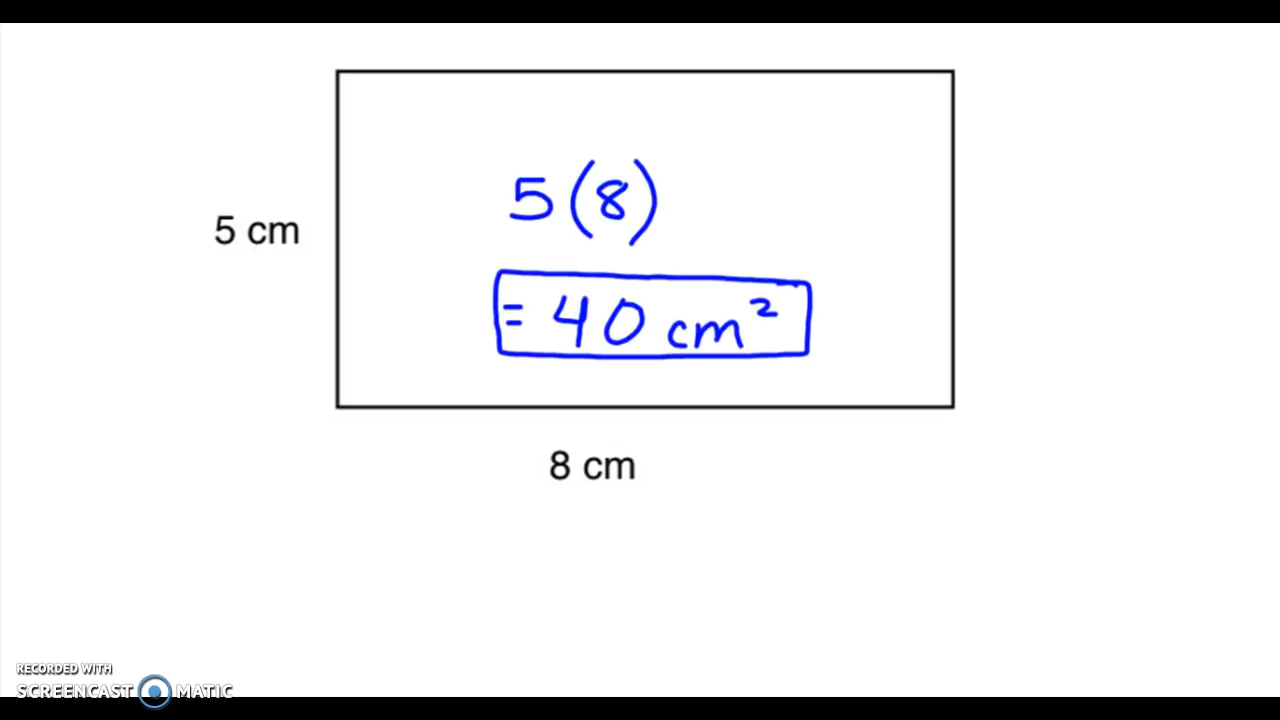 5(8)
5 cm
= 40 cm²
8 cm
RECORDED WITH
SCREENCAST MATIC